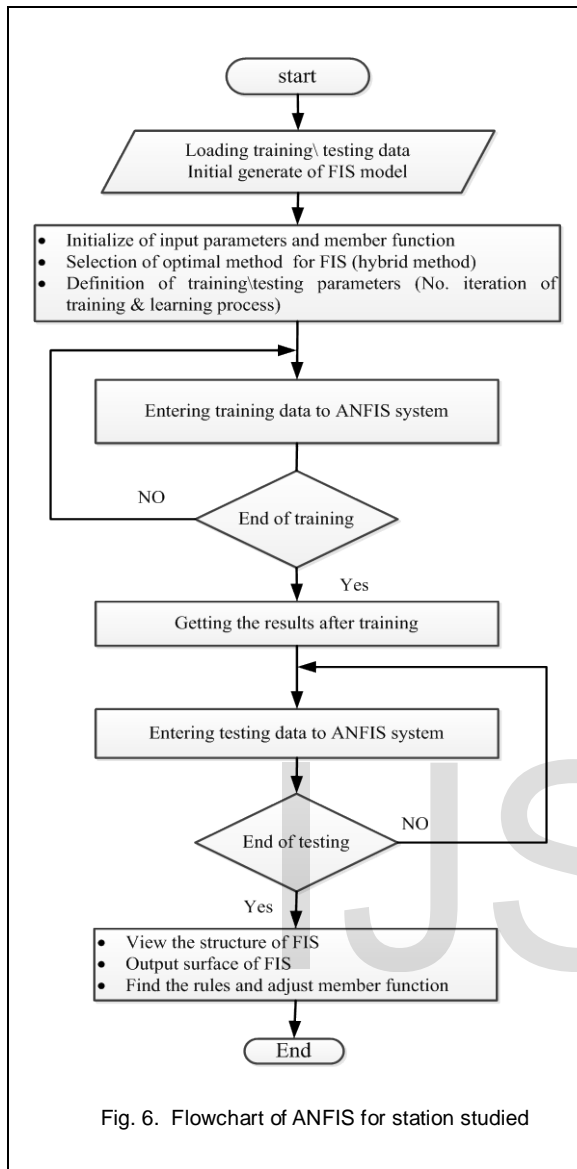 start
Loading training\ testing data
Initial generate of FIS model
• Initialize of input parameters and member function
• Selection of optimal method for FIS (hybrid method)
• Definition of training\testing parameters (No. iteration of
training & learning process)
Entering training data to ANFIS system
NO
End of training
Yes
Getting the results after training
Entering testing data to ANFIS system
NO
End of testing
Yes
IJS
• View the structure of FIS
• Output surface of FIS
• Find the rules and adjust member function
End
Fig. 6. Flowchart of ANFIS for station studied